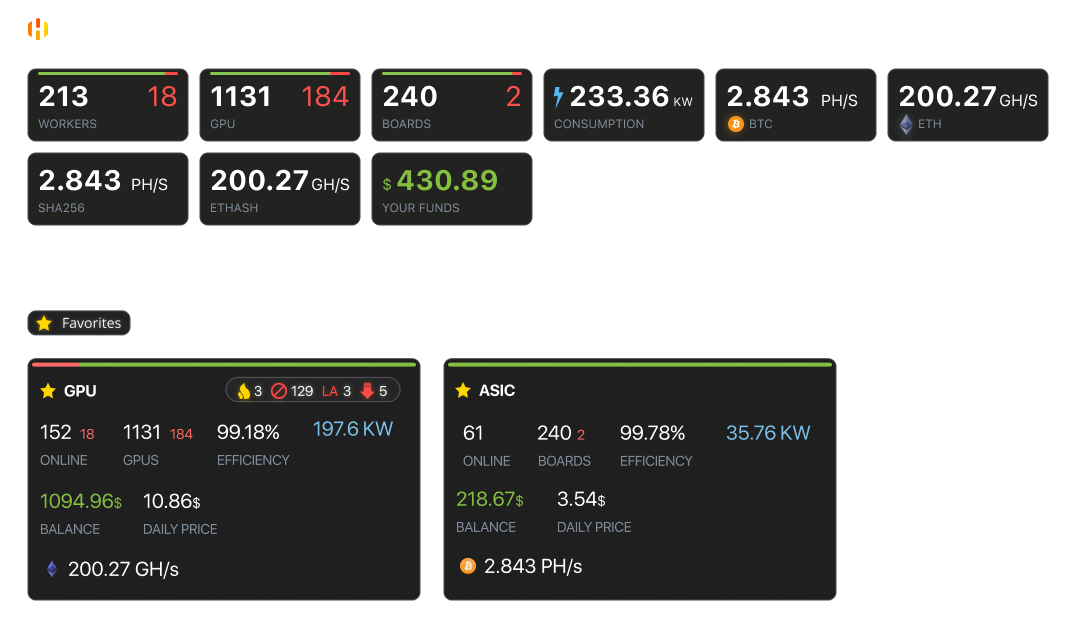 213 18 1131 184 240 2 233.36 KW 2.843 PH/S 200.27 GH/S
WORKERS GPU BOARDS CONSUMPTION BTC ETH
2.843 PH/S 200.27 GH/S $ 430.89
SHA256 ETHASH YOUR FUNDS
Favorites
GPU 3 129 LA 3 5
152 18 1131 184 99.18% 197.6 KW
ONLINE GPUS EFFICIENCY
1094.96$ 10.86$
BALANCE DAILY PRICE
200.27 GH/s
ASIC
61 240 2 99.78% 35.76 KW
ONLINE BOARDS EFFICIENCY
218.67$ 3.54$
BALANCE DAILY PRICE
2.843 PH/s